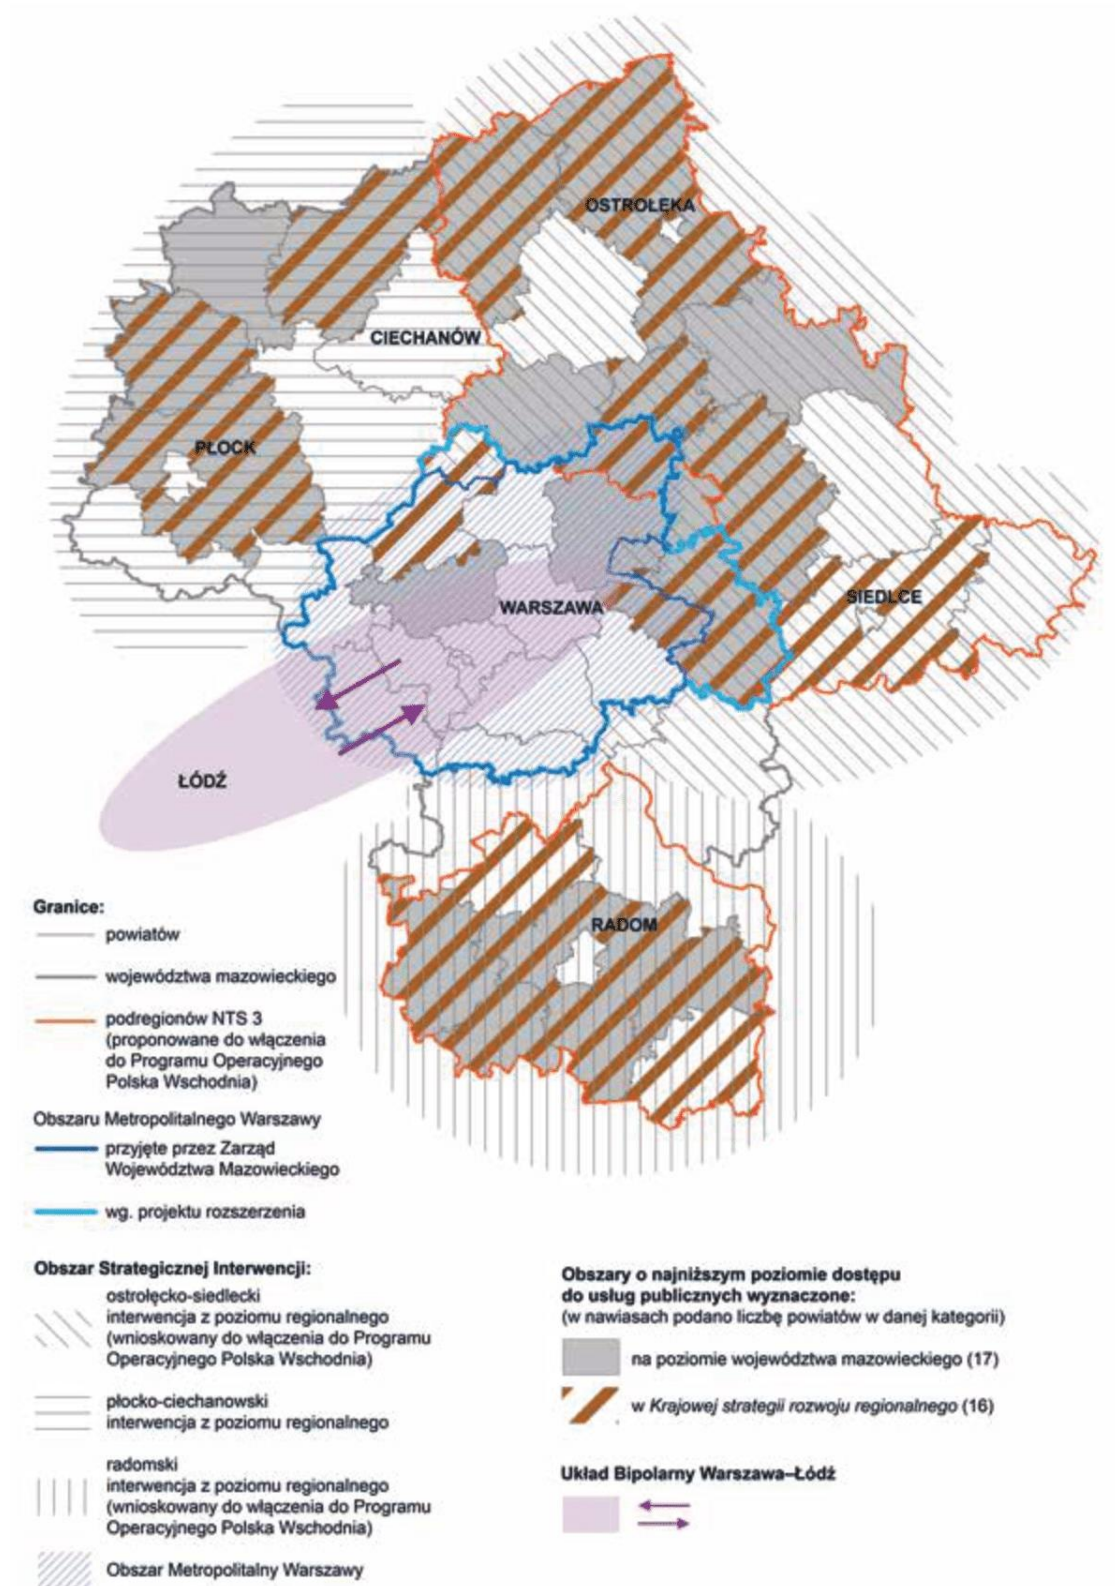 OSTROŁĘKA
CIECHANÓW
PŁOCK
WARSZAWA
SIEDLCE
ŁÓDŹ
RADOM
Granice:
powiatów
województwa mazowieckiego
podregionów NTS 3
(proponowane do włączenia
do Programu Operacyjnego
Polska Wschodnia)
Obszaru Metropolitalnego Warszawy
przyjęte przez Zarząd
Województwa Mazowieckiego
wg. projektu rozszerzenia
Obszar Strategicznej Interwencji:
ostrołęcko-siedlecki
interwencja z poziomu regionalnego
(wnioskowany do włączenia do Programu
Operacyjnego Polska Wschodnia)
płocko-ciechanowski
interwencja z poziomu regionalnego
radomski
interwencja z poziomu regionalnego
(wnioskowany do włączenia do Programu
Operacyjnego Polska Wschodnia)
Obszar Metropolitalny Warszawy
Obszary o najniższym poziomie dostępu
do usług publicznych wyznaczone:
(w nawiasach podano liczbę powiatów w danej kategorii)
na poziomie województwa mazowieckiego (17)
w Krajowej strategii rozwoju regionalnego (16)
Układ Bipolarny Warszawa–Łódź